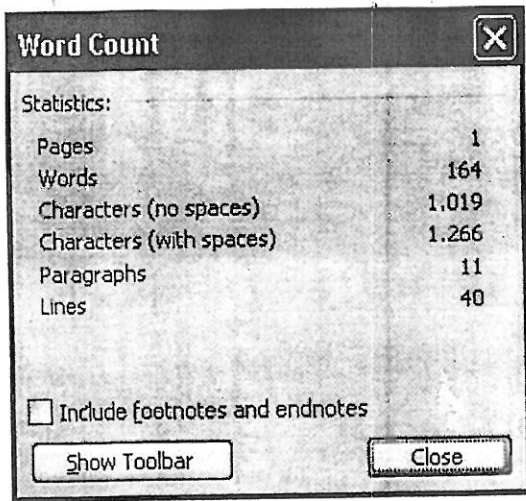 Word Count
Statistics:
Pages 1
Words 164
Characters (no spaces) 1.019
Characters (with spaces) 1.266
Paragraphs 11
Lines 40
Include footnotes and endnotes
Show Toolbar Close